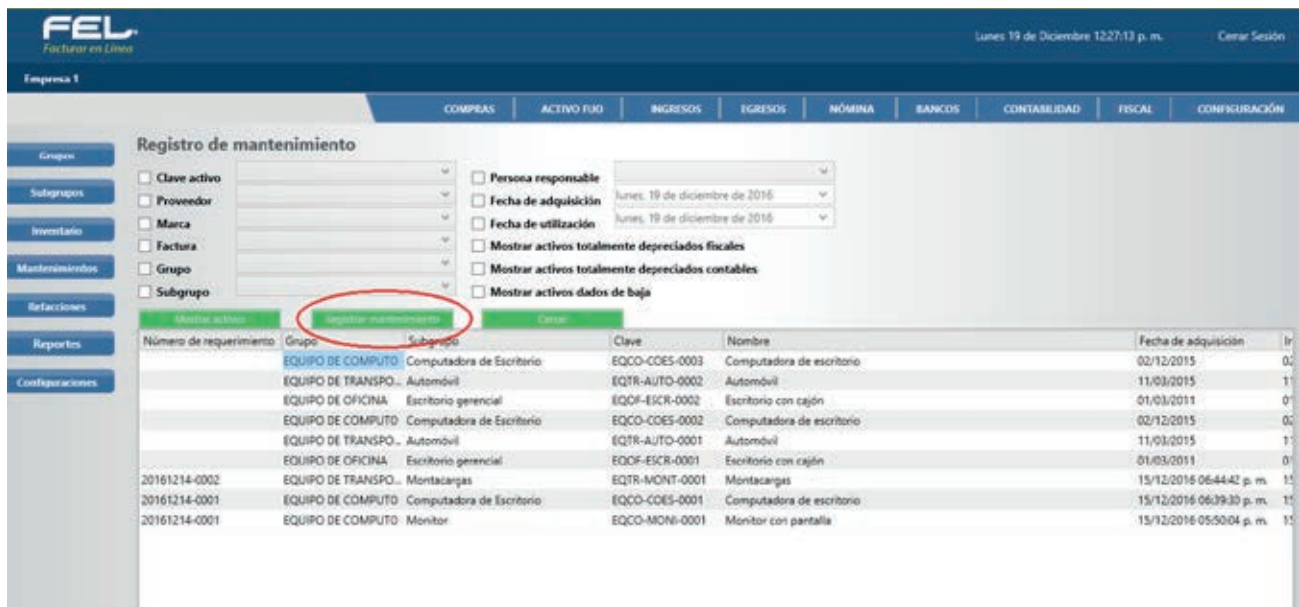 FEL
Facturar en Línea
Lunes 19 de Diciembre 12:27:13 p. m.
Cerrar Sesión
Empresa 1
COMPRAS
ACTIVO FIJO
INGRESOS
EGRESOS
NÓMINA
BANCOS
CONTABILIDAD
FISCAL
CONFIGURACIÓN
Grupos
Subgrupos
Inventario
Mantenimientos
Refacciones
Reportes
Configuraciones
Registro de mantenimiento
Clave activo
Proveedor
Marca
Factura
Grupo
Subgrupo
Persona responsable
Fecha de adquisición lunes, 19 de diciembre de 2016
Fecha de utilización lunes, 19 de diciembre de 2016
Mostrar activos totalmente depreciados fiscales
Mostrar activos totalmente depreciados contables
Mostrar activos dados de baja
Mostrar activos
Registrar mantenimiento
Cerrar
Número de requerimiento Grupo Subgrupo Clave Nombre Fecha de adquisición In
EQUIPO DE COMPUTO Computadora de Escritorio EQCO-COES-0003 Computadora de escritorio 02/12/2015 02
EQUIPO DE TRANSPO... Automóvil EQTR-AUTO-0002 Automóvil 11/03/2015 11
EQUIPO DE OFICINA Escritorio gerencial EQOF-ESCR-0002 Escritorio con cajón 01/03/2011 01
EQUIPO DE COMPUTO Computadora de Escritorio EQCO-COES-0002 Computadora de escritorio 02/12/2015 02
EQUIPO DE TRANSPO... Automóvil EQTR-AUTO-0001 Automóvil 11/03/2015 11
EQUIPO DE OFICINA Escritorio gerencial EQOF-ESCR-0001 Escritorio con cajón 01/03/2011 01
20161214-0002 EQUIPO DE TRANSPO... Montacargas EQTR-MONT-0001 Montacargas 15/12/2016 06:44:42 p. m. 15
20161214-0001 EQUIPO DE COMPUTO Computadora de Escritorio EQCO-COES-0001 Computadora de escritorio 15/12/2016 06:39:30 p. m. 15
20161214-0001 EQUIPO DE COMPUTO Monitor EQCO-MONI-0001 Monitor con pantalla 15/12/2016 05:50:04 p. m. 15